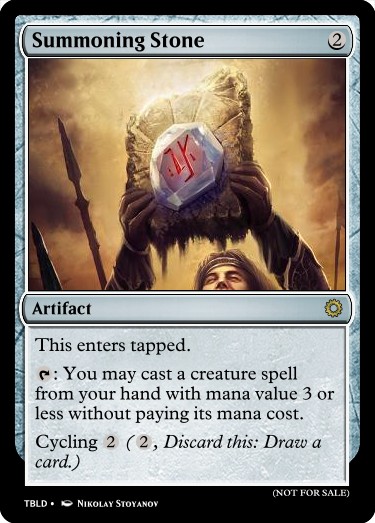 Summoning Stone 2
Artifact
This enters tapped.
: You may cast a creature spell
from your hand with mana value 3 or
less without paying its mana cost.
Cycling 2 ( 2 , Discard this: Draw a
card.)
TBLD • Nikolay Stoyanov
(NOT FOR SALE)